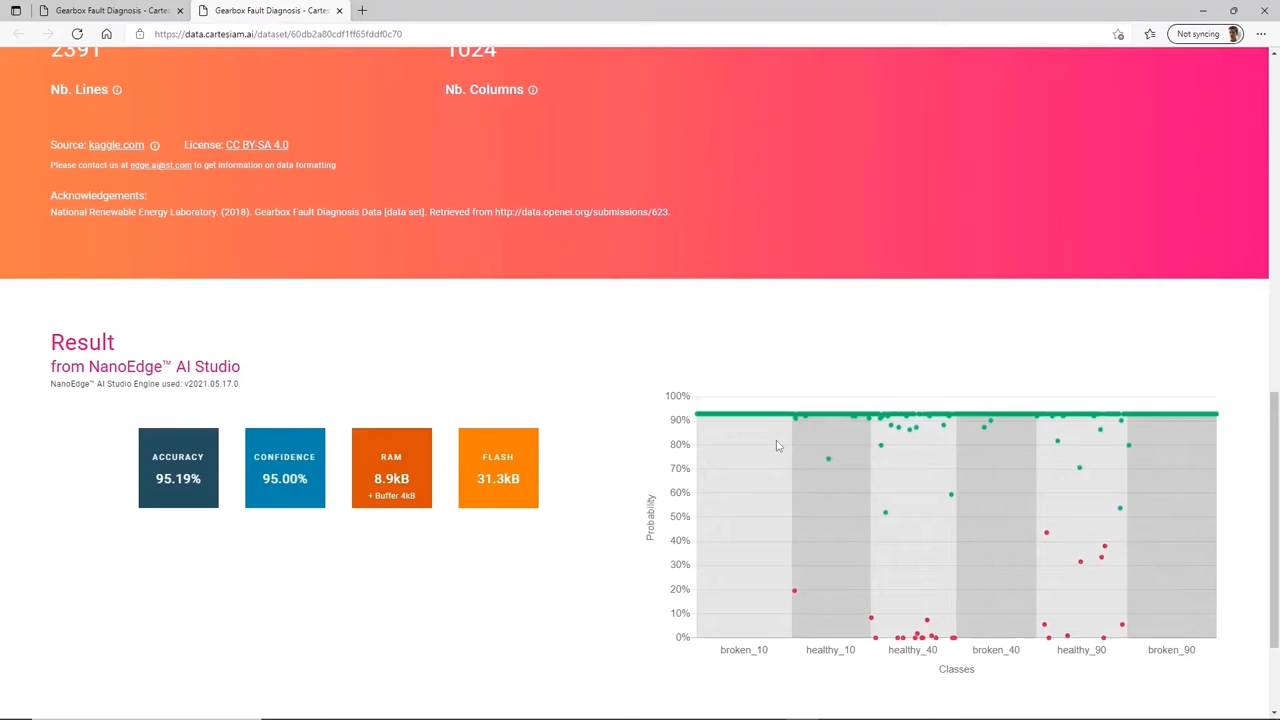 Gearbox Fault Diagnosis - Cartes
Gearbox Fault Diagnosis - Cartes
https://data.cartesiam.ai/dataset/60db2a80cdf1ff65fddf0c70
Not syncing
2391
1024
Nb. Lines
Nb. Columns
Source: kaggle.com
License: CC BY-SA 4.0
Please contact us at edge.ai@st.com to get information on data formatting
Acknowledgements:
National Renewable Energy Laboratory. (2018). Gearbox Fault Diagnosis Data [data set]. Retrieved from http://data.openei.org/submissions/623.
Result
from NanoEdge™ AI Studio
NanoEdge™ AI Studio Engine used: v2021.05.17.0
ACCURACY
95.19%
CONFIDENCE
95.00%
RAM
8.9kB
+ Buffer 4kB
FLASH
31.3kB
Probability
100%
90%
80%
70%
60%
50%
40%
30%
20%
10%
0%
broken_10
healthy_10
healthy_40
broken_40
healthy_90
broken_90
Classes